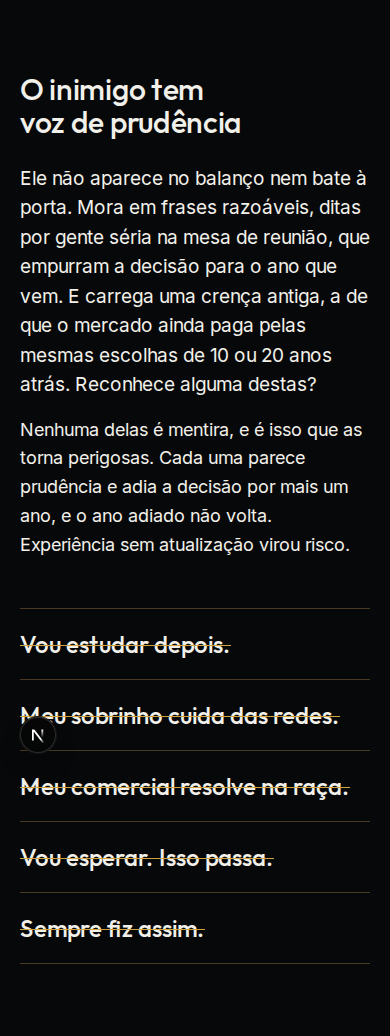 O inimigo tem
voz de prudência
Ele não aparece no balanço nem bate à
porta. Mora em frases razoáveis, ditas
por gente séria na mesa de reunião, que
empurram a decisão para o ano que
vem. E carrega uma crença antiga, a de
que o mercado ainda paga pelas
mesmas escolhas de 10 ou 20 anos
atrás. Reconhece alguma destas?
Nenhuma delas é mentira, e é isso que as
torna perigosas. Cada uma parece
prudência e adia a decisão por mais um
ano, e o ano adiado não volta.
Experiência sem atualização virou risco.
Vou estudar depois.
Meu sobrinho cuida das redes.
N
Meu comercial resolve na raça.
Vou esperar. Isso passa.
Sempre fiz assim.